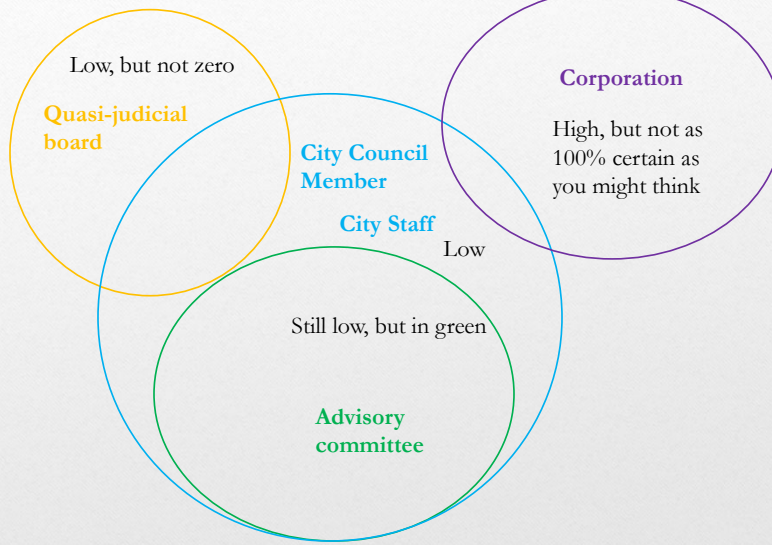 Low, but not zero
Quasi-judicial
board
Corporation
High, but not as
100% certain as
you might think
City Council
Member
City Staff
Low
Still low, but in green
Advisory
committee